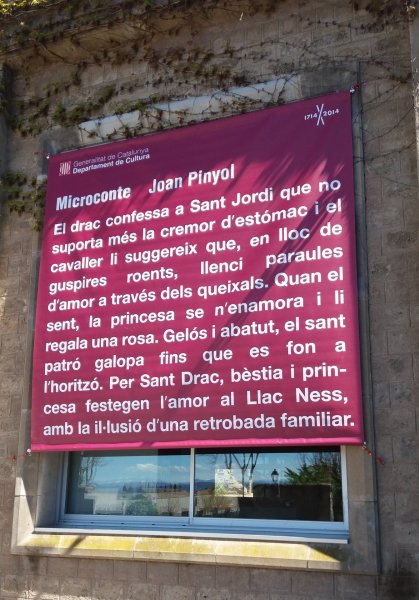 Generalitat de Catalunya
Departament de Cultura
1714 2014
Microconte Joan Pinyol
El drac confessa a Sant Jordi que no
suporta més la cremor d'estómac i el
cavaller li suggereix que, en lloc de
guspires roents, llenci paraules
d'amor a través dels queixals. Quan el
sent, la princesa se n'enamora i li
regala una rosa. Gelós i abatut, el sant
patró galopa fins que es fon a
l'horitzó. Per Sant Drac, bèstia i prin-
cesa festegen l'amor al Llac Ness,
amb la il·lusió d'una retrobada familiar.